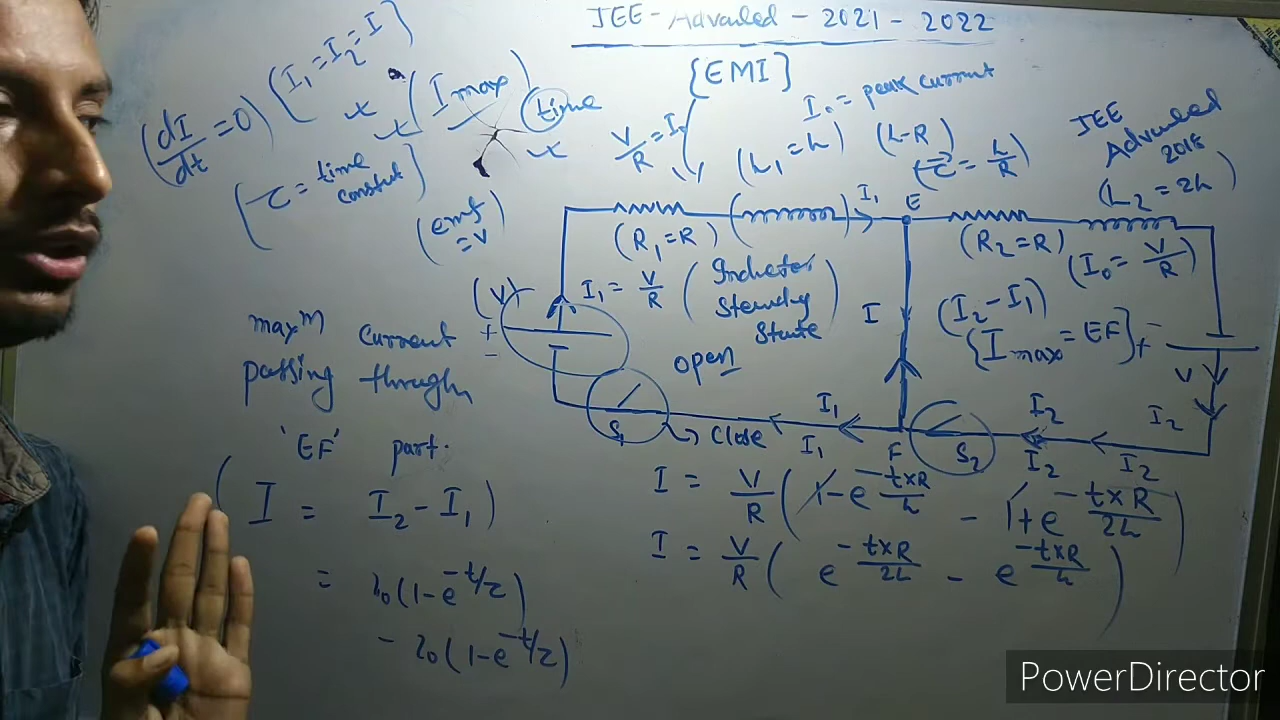 JEE-Advanced - 2021 - 2022
{EMI}
(dI/dt = 0)
(I₁ = I₂ = I)
x
x (I max)
time
x
V/R = I₀
I₀ = peak current
(L₁ = L)
(L-R)
(τ = L/R)
JEE
Advanced
2018
(L₂ = 2L)
{τ = time
constant}
(emf
= V)
E
I₁
(R₁ = R)
(R₂ = R)
(I₀ = V/R)
(V)
+
−
I₁ = V/R
(Inductor
Steady
State)
open
I
(I₂ - I₁)
{I max = EF}
−
+
V
max^m current
passing through
'EF' part.
S₁
Close
I₁
I₁
F
S₂
I₂
I₂
I₂
I₂
(I = I₂ - I₁)
= i₀(1-e^-t/τ)
- i₀(1-e^-t/τ)
I = V/R (1-e^-t×R/L - 1+e^-t×R/2L)
I = V/R (e^-t×R/2L - e^-t×R/L)
PowerDirector